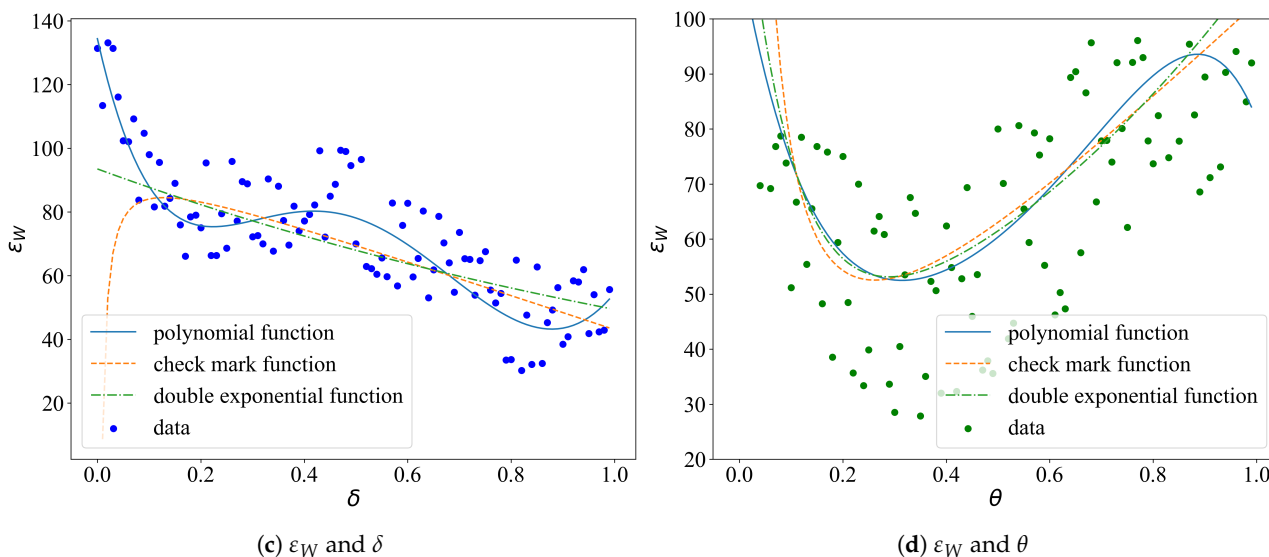 140
120
100
80
60
40
20
ε_W
polynomial function
check mark function
double exponential function
data
0.0 0.2 0.4 0.6 0.8 1.0
δ
(c) ε_W and δ
100
90
80
70
60
50
40
30
20
ε_W
polynomial function
check mark function
double exponential function
data
0.0 0.2 0.4 0.6 0.8 1.0
θ
(d) ε_W and θ